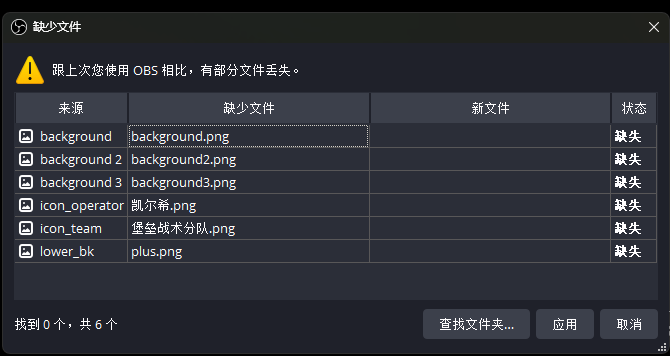 缺少文件
跟上次您使用 OBS 相比，有部分文件丢失。
来源 缺少文件 新文件 状态
background background.png 缺失
background 2 background2.png 缺失
background 3 background3.png 缺失
icon_operator 凯尔希.png 缺失
icon_team 堡垒战术分队.png 缺失
lower_bk plus.png 缺失
找到 0 个，共 6 个 查找文件夹... 应用 取消